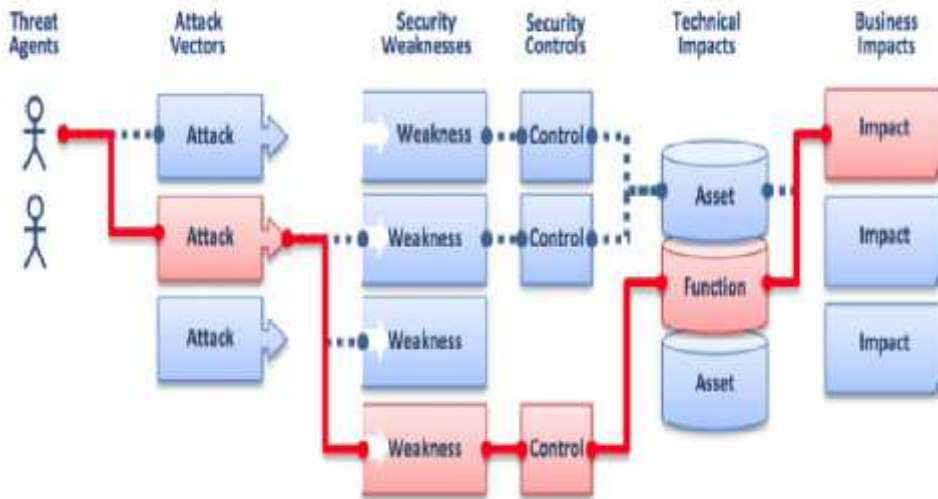 Threat
Agents
Attack
Vectors
Security
Weaknesses
Security
Controls
Technical
Impacts
Business
Impacts
Attack
Weakness
Control
Impact
Asset
Attack
Weakness
Control
Impact
Function
Attack
Weakness
Impact
Asset
Weakness
Control